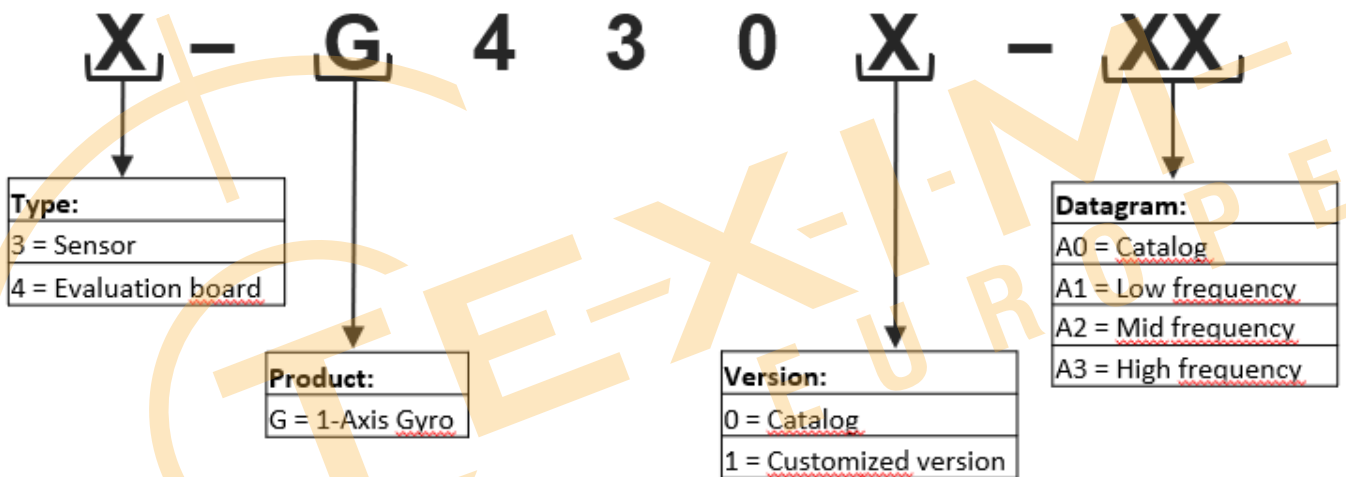 X – G 4 3 0 X – XX
Type:
3 = Sensor
4 = Evaluation board
Product:
G = 1-Axis Gyro
Version:
0 = Catalog
1 = Customized version
Datagram:
A0 = Catalog
A1 = Low frequency
A2 = Mid frequency
A3 = High frequency
TE-X-I-M
EUROPE